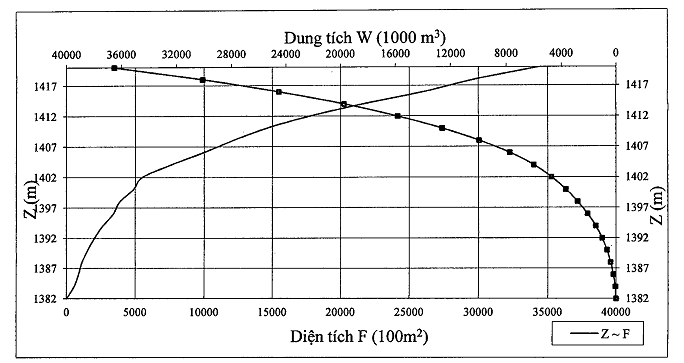 Dung tích W (1000 m³)
40000 36000 32000 28000 24000 20000 16000 12000 8000 4000 0
1417 1417
1412 1412
1407 1407
1402 1402
1397 1397
1392 1392
1387 1387
1382 1382
Z (m)
Z (m)
0 5000 10000 15000 20000 25000 30000 35000 40000
Diện tích F (100m²)
Z ~ F